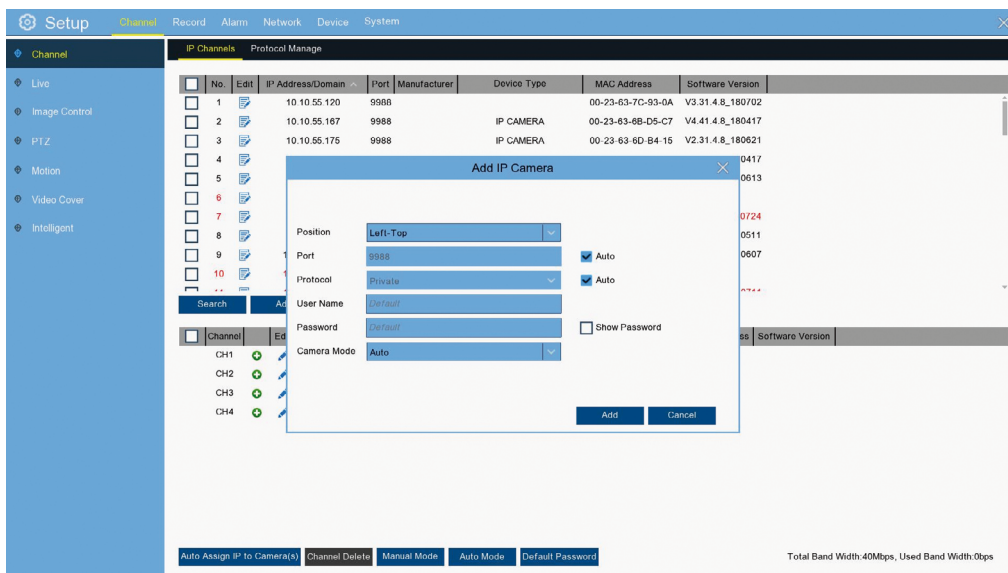 Setup Channel Record Alarm Network Device System
Channel IP Channels Protocol Manage
Live
Image Control
PTZ
Motion
Video Cover
Intelligent
No. Edit IP Address/Domain Port Manufacturer Device Type MAC Address Software Version
1 10.10.55.120 9988 00-23-63-7C-93-0A V3.31.4.8_180702
2 10.10.55.167 9988 IP CAMERA 00-23-63-6B-D5-C7 V4.41.4.8_180417
3 10.10.55.175 9988 IP CAMERA 00-23-63-6D-B4-15 V2.31.4.8_180621
4 0417
5 0613
6
7 0724
8 0511
9 1 0607
10 1
Add IP Camera
Position Left-Top
Port 9988 Auto
Protocol Private Auto
User Name Default
Password Default Show Password
Camera Mode Auto
Add Cancel
Search Ad
Channel Ed ss Software Version
CH1
CH2
CH3
CH4
Auto Assign IP to Camera(s) Channel Delete Manual Mode Auto Mode Default Password Total Band Width:40Mbps, Used Band Width:0bps